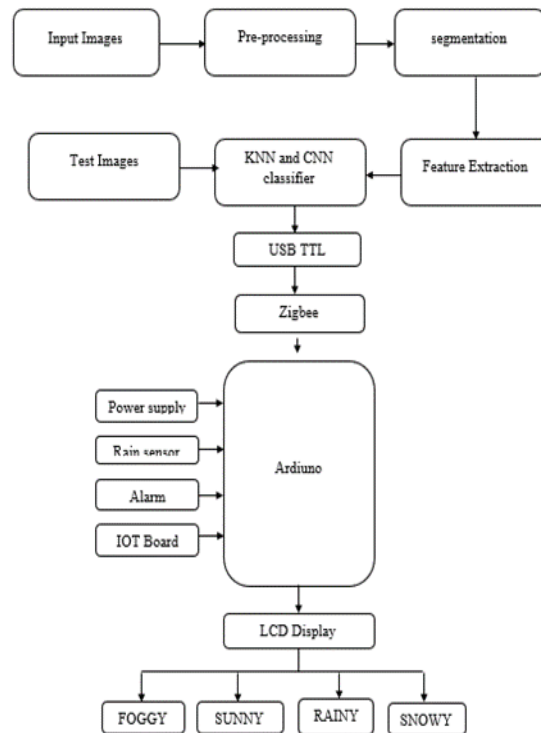 Input Images
Pre-processing
segmentation
Test Images
KNN and CNN
classifier
Feature Extraction
USB TTL
Zigbee
Power supply
Rain sensor
Alarm
IOT Board
Ardiuno
LCD Display
FOGGY
SUNNY
RAINY
SNOWY